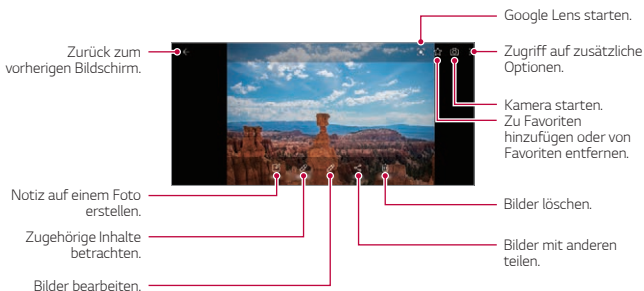 Google Lens starten.
Zurück zum
vorherigen Bildschirm.
Zugriff auf zusätzliche
Optionen.
Kamera starten.
Zu Favoriten
hinzufügen oder von
Favoriten entfernen.
Notiz auf einem Foto
erstellen.
Bilder löschen.
Zugehörige Inhalte
betrachten.
Bilder mit anderen
teilen.
Bilder bearbeiten.